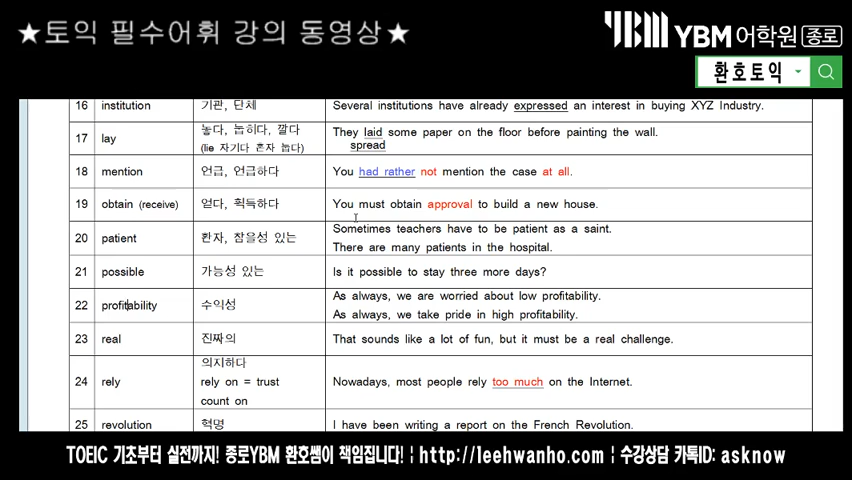 ★토익 필수어휘 강의 동영상★
YBM YBM어학원 종로
환호토익
16 institution 기관, 단체 Several institutions have already expressed an interest in buying XYZ Industry.
17 lay 놓다, 눕히다, 깔다 They laid some paper on the floor before painting the wall.
(lie 자기다 혼자 눕다) spread
18 mention 언급, 언급하다 You had rather not mention the case at all.
19 obtain (receive) 얻다, 획득하다 You must obtain approval to build a new house.
20 patient 환자, 참을성 있는 Sometimes teachers have to be patient as a saint.
There are many patients in the hospital.
21 possible 가능성 있는 Is it possible to stay three more days?
22 profitability 수익성 As always, we are worried about low profitability.
As always, we take pride in high profitability.
23 real 진짜의 That sounds like a lot of fun, but it must be a real challenge.
24 rely 의지하다
rely on = trust Nowadays, most people rely too much on the Internet.
count on
25 revolution 혁명 I have been writing a report on the French Revolution.
TOEIC 기초부터 실전까지! 종로YBM 환호쌤이 책임집니다! ¦ http://leehwanho.com ¦ 수강상담 카톡ID: asknow